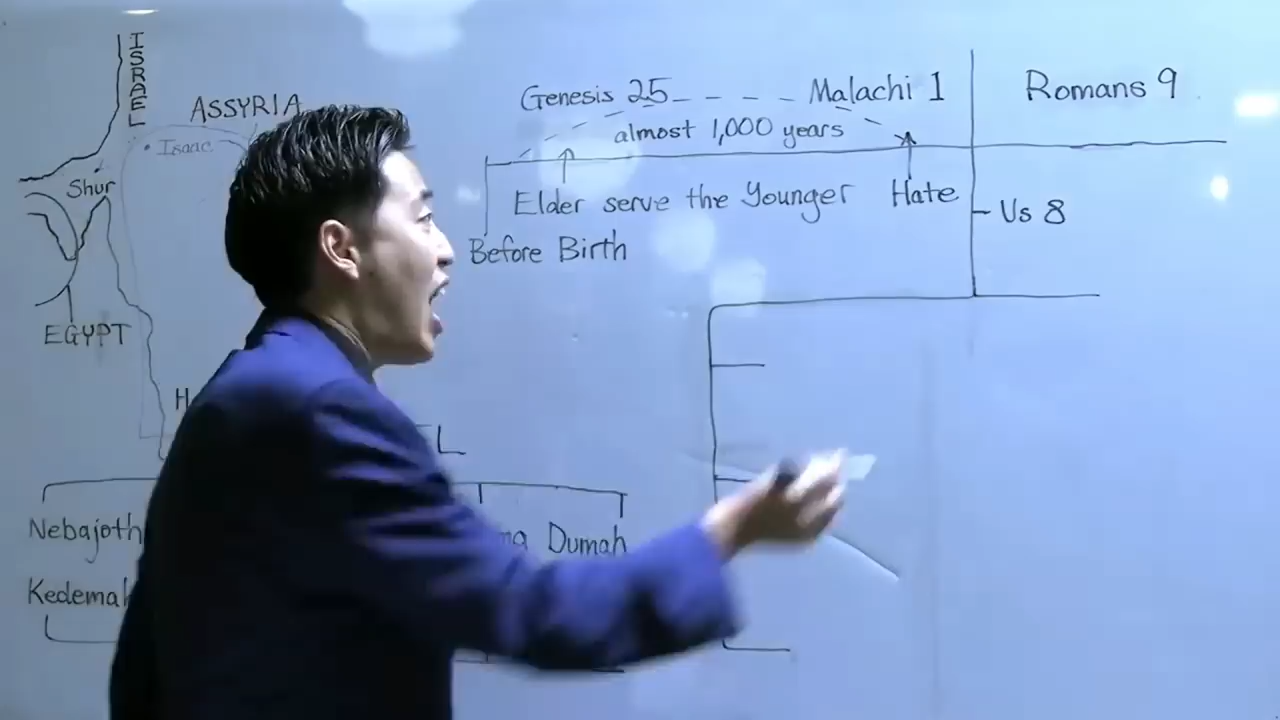 ISRAEL
ASSYRIA
Isaac
Shur
EGYPT
Genesis 25 Malachi 1
almost 1,000 years
Elder serve the Younger
Hate
Before Birth
Romans 9
Vs 8
Nebajoth
Dumah